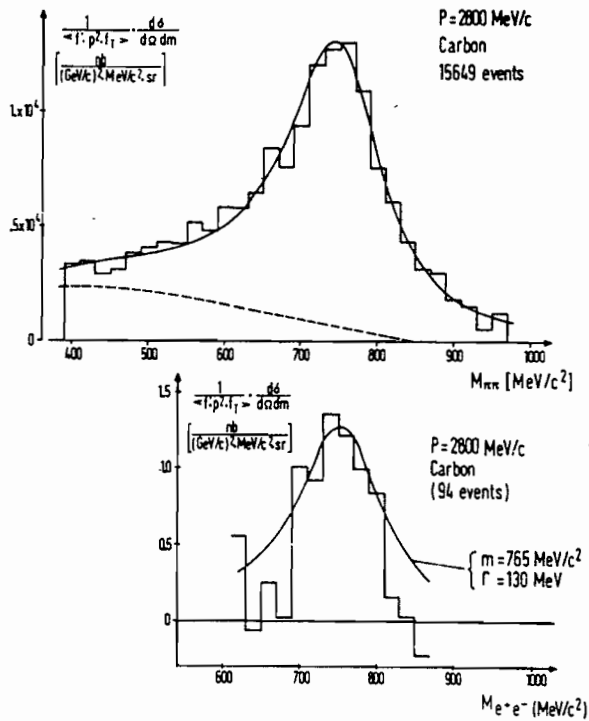 1/<f·p²·f_T> · dσ/dΩdm
[nb/(GeV/c)²·MeV/c²·sr]
P=2800 MeV/c
Carbon
15649 events
1.x10⁶
.5x10⁶
0
400 500 600 700 800 900 1000
M_ππ [MeV/c²]
1/<f·p²·f_T> · dσ/dΩdm
[nb/(GeV/c)²·MeV/c²·sr]
P=2800 MeV/c
Carbon
(94 events)
1.5
1.0
0.5
0
m=765 MeV/c²
Γ=130 MeV
600 700 800 900 1000
M_e⁺e⁻ (MeV/c²)